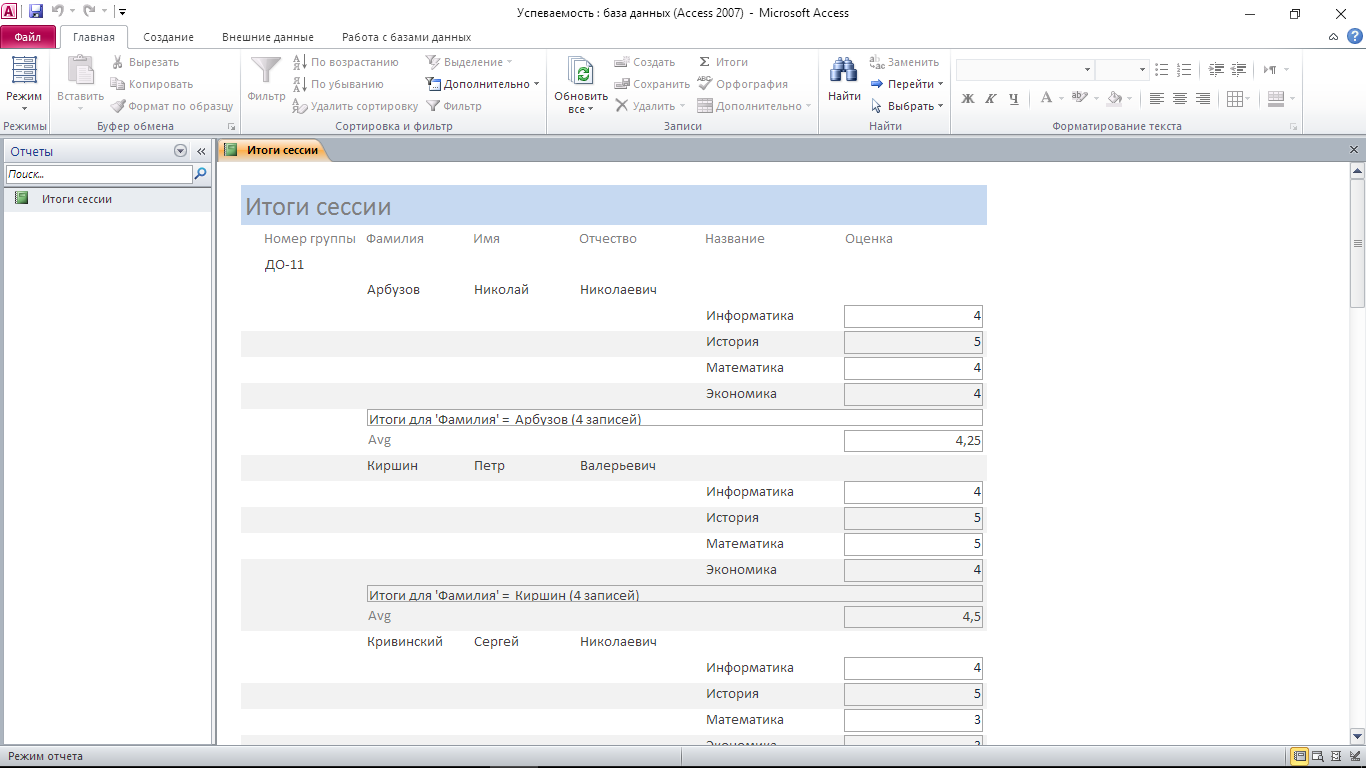 Успеваемость : база данных (Access 2007) - Microsoft Access
Файл Главная Создание Внешние данные Работа с базами данных
Режим
Режимы
Вставить
Вырезать
Копировать
Формат по образцу
Буфер обмена
Фильтр
По возрастанию
По убыванию
Удалить сортировку
Выделение
Дополнительно
Фильтр
Сортировка и фильтр
Обновить
все
Создать
Сохранить
Удалить
Итоги
Орфография
Дополнительно
Записи
Найти
Заменить
Перейти
Выбрать
Найти
Ж К Ч А
Форматирование текста
Отчеты
Поиск...
Итоги сессии
Итоги сессии
Итоги сессии
Номер группы Фамилия Имя Отчество Название Оценка
ДО-11
Арбузов Николай Николаевич
Информатика 4
История 5
Математика 4
Экономика 4
Итоги для 'Фамилия' = Арбузов (4 записей)
Avg 4,25
Киршин Петр Валерьевич
Информатика 4
История 5
Математика 5
Экономика 4
Итоги для 'Фамилия' = Киршин (4 записей)
Avg 4,5
Кривинский Сергей Николаевич
Информатика 4
История 5
Математика 3
Экономика
Режим отчета